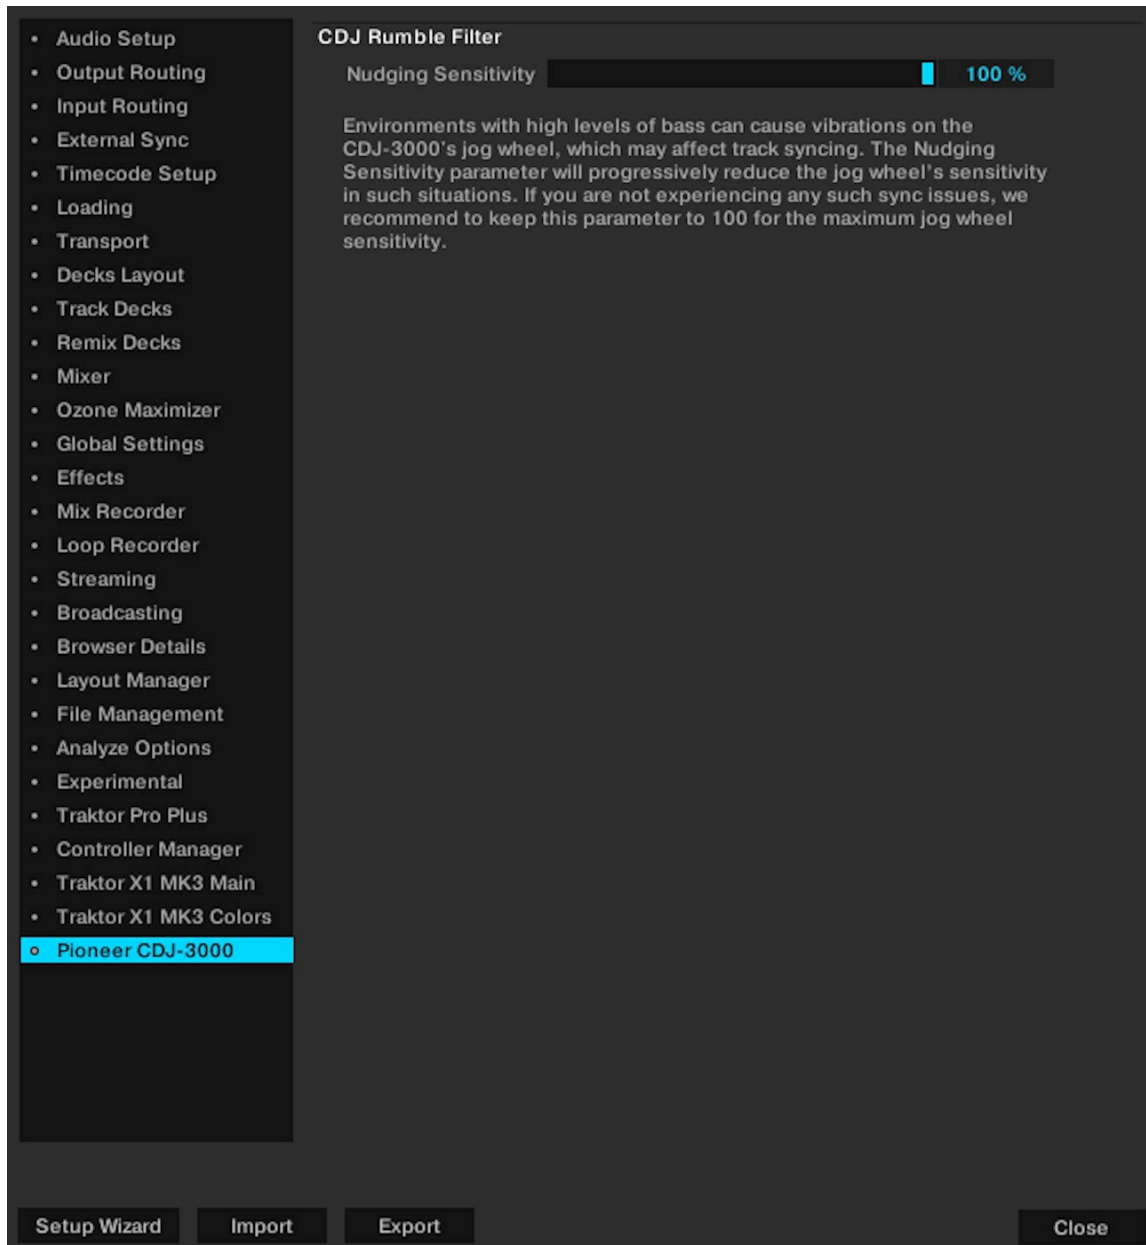 Audio Setup
Output Routing
Input Routing
External Sync
Timecode Setup
Loading
Transport
Decks Layout
Track Decks
Remix Decks
Mixer
Ozone Maximizer
Global Settings
Effects
Mix Recorder
Loop Recorder
Streaming
Broadcasting
Browser Details
Layout Manager
File Management
Analyze Options
Experimental
Traktor Pro Plus
Controller Manager
Traktor X1 MK3 Main
Traktor X1 MK3 Colors
Pioneer CDJ-3000
CDJ Rumble Filter
Nudging Sensitivity 100 %
Environments with high levels of bass can cause vibrations on the
CDJ-3000's jog wheel, which may affect track syncing. The Nudging
Sensitivity parameter will progressively reduce the jog wheel's sensitivity
in such situations. If you are not experiencing any such sync issues, we
recommend to keep this parameter to 100 for the maximum jog wheel
sensitivity.
Setup Wizard Import Export Close